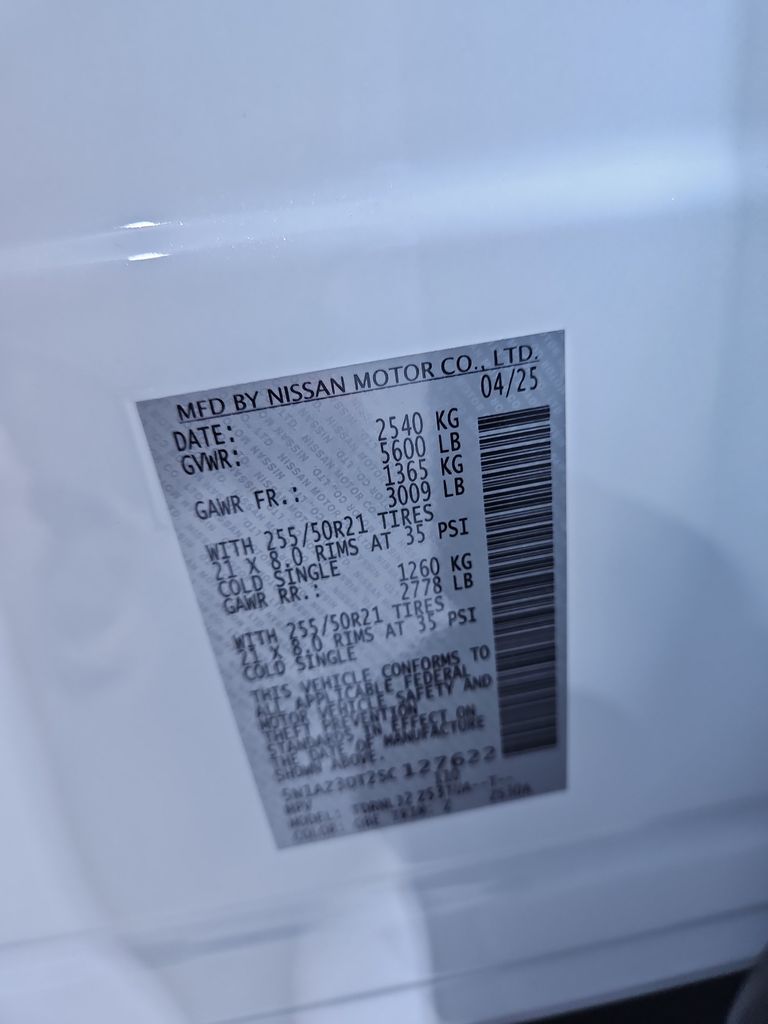 MFD BY NISSAN MOTOR CO., LTD.
DATE: 04/25
GVWR: 2540 KG
5600 LB
GAWR FR.: 1365 KG
3009 LB
WITH 255/50R21 TIRES
21 X 8.0 RIMS AT 35 PSI
COLD SINGLE
GAWR RR.: 1260 KG
2778 LB
WITH 255/50R21 TIRES
21 X 8.0 RIMS AT 35 PSI
COLD SINGLE
THIS VEHICLE CONFORMS TO
ALL APPLICABLE FEDERAL
MOTOR VEHICLE SAFETY AND
THEFT PREVENTION
STANDARDS IN EFFECT ON
THE DATE OF MANUFACTURE
SHOWN ABOVE.
127622
MPV
MODEL:
COLOR: TRIM: